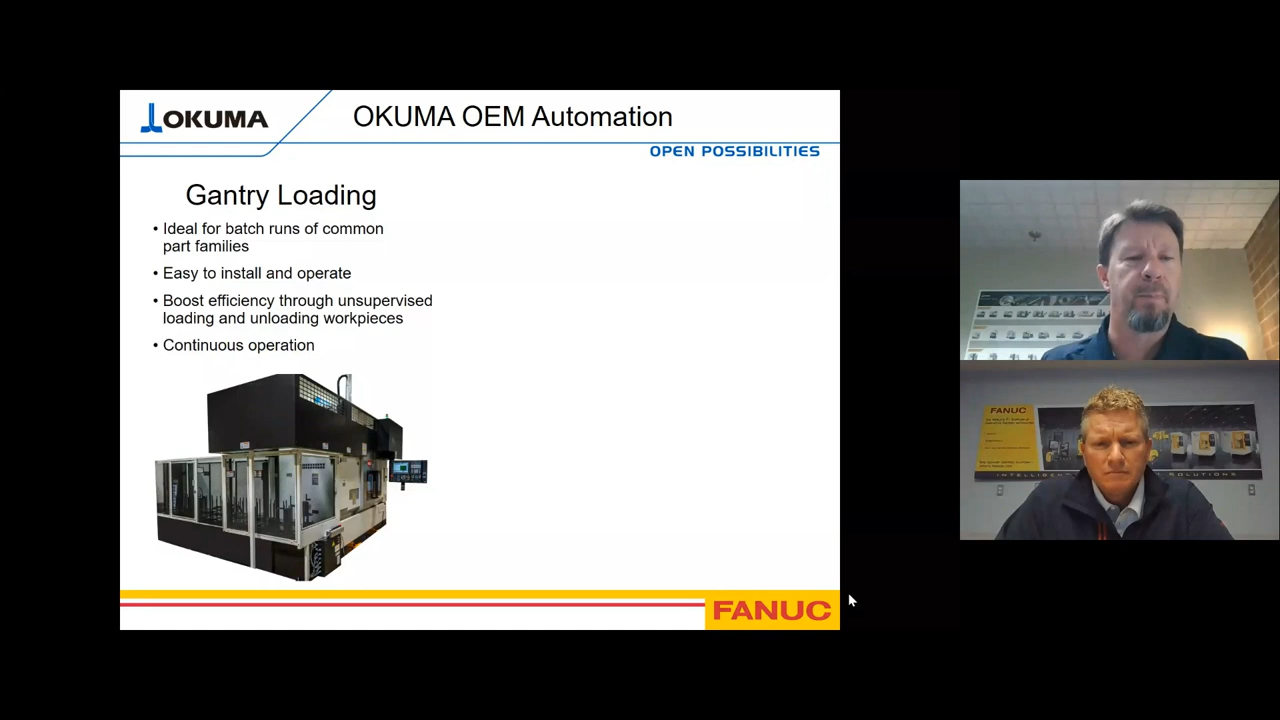 OKUMA
OKUMA OEM Automation
OPEN POSSIBILITIES
Gantry Loading
• Ideal for batch runs of common
part families
• Easy to install and operate
• Boost efficiency through unsupervised
loading and unloading workpieces
• Continuous operation
FANUC
FANUC